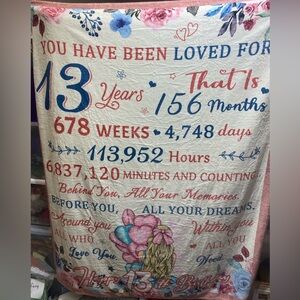 YOU HAVE BEEN LOVED FOR
13 Years That Is
156 Months
678 WEEKS • 4,748 days
113,952 Hours
6,837,120 MINUTES AND COUNTING
Behind You, All Your Memories.
BEFORE YOU, ALL YOUR DREAMS.
Around you Within you
ALL WHO ALL YOU
Love You. Need.
Happy 13th